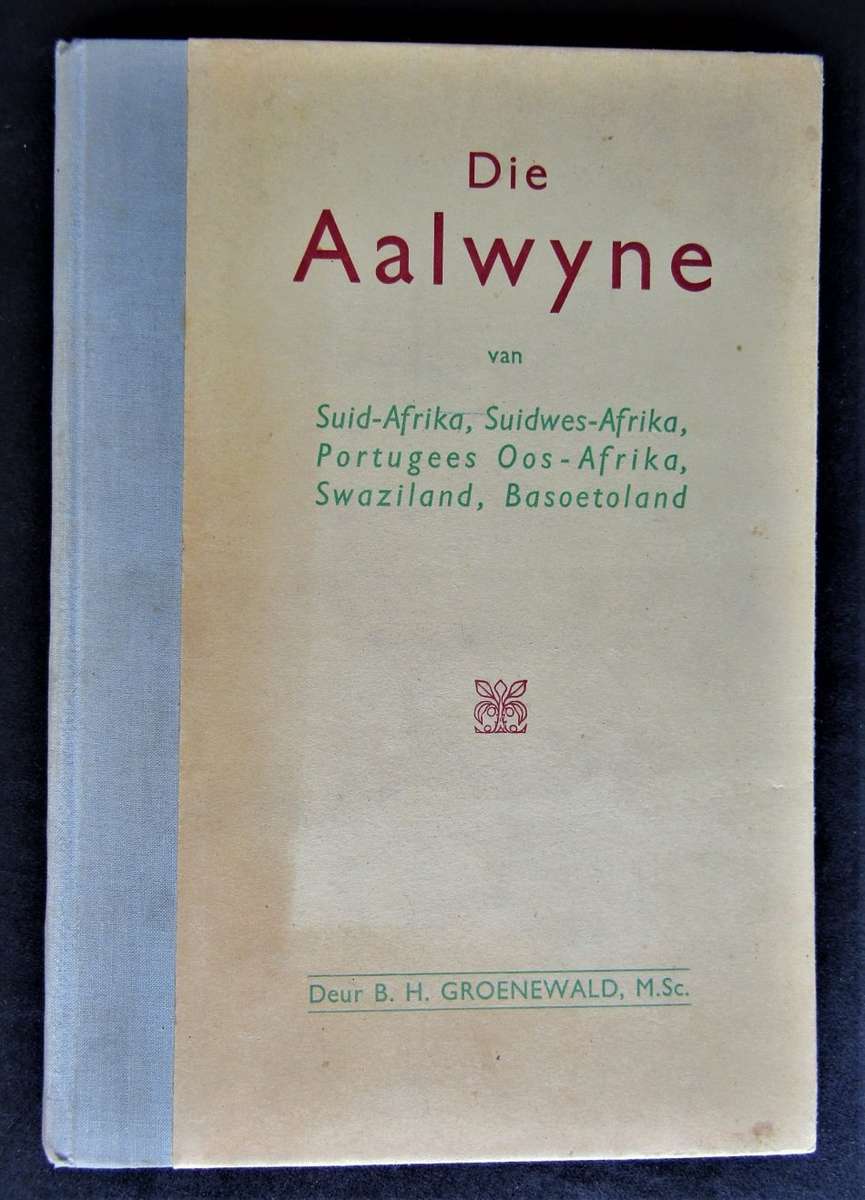 Die
Aalwyne
van
Suid-Afrika, Suidwes-Afrika,
Portugees Oos-Afrika,
Swaziland, Basoetoland
Deur B. H. GROENEWALD, M.Sc.